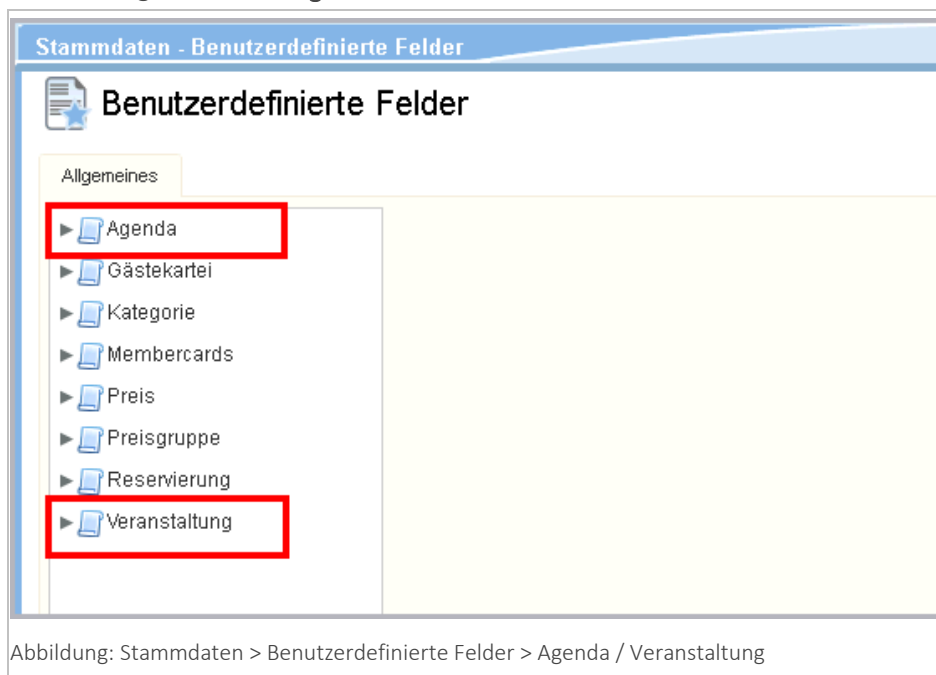 Stammdaten - Benutzerdefinierte Felder
Benutzerdefinierte Felder
Allgemeines
Agenda
Gästekartei
Kategorie
Membercards
Preis
Preisgruppe
Reservierung
Veranstaltung
Abbildung: Stammdaten > Benutzerdefinierte Felder > Agenda / Veranstaltung